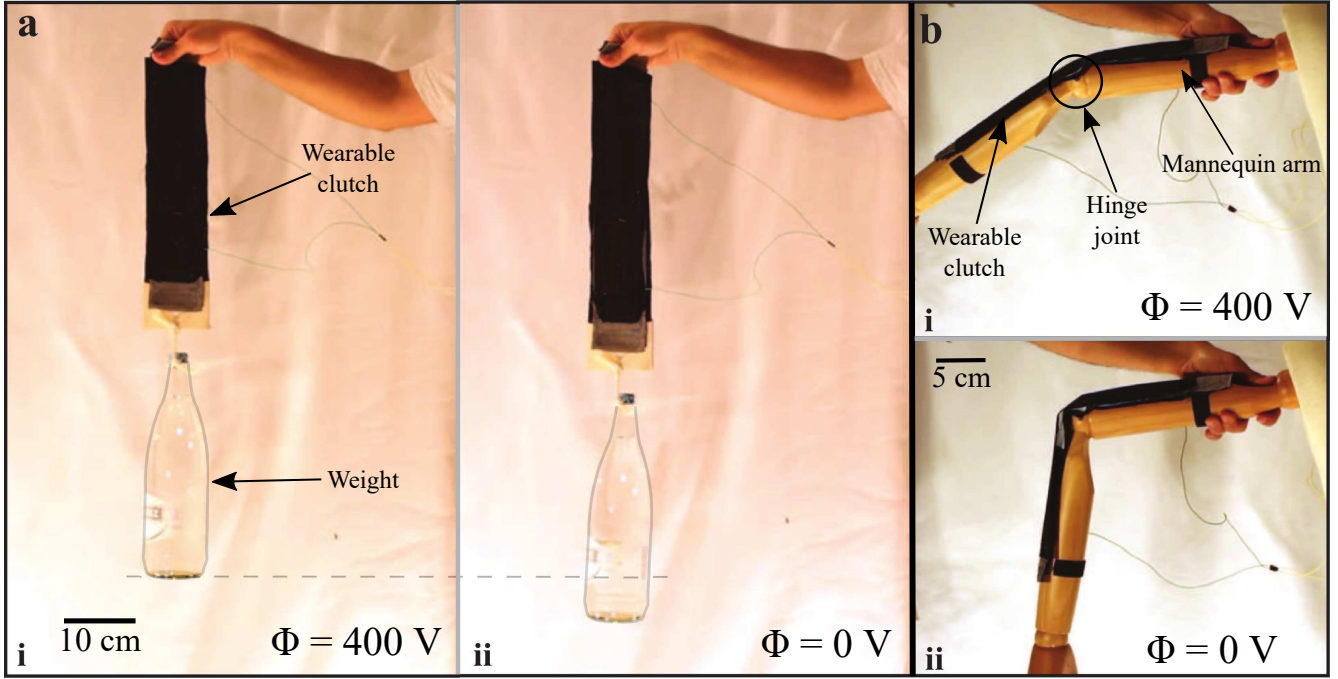 a
Wearable
clutch
Weight
10 cm
i
Φ = 400 V
ii
Φ = 0 V
b
Mannequin arm
Hinge
joint
Wearable
clutch
i
Φ = 400 V
5 cm
ii
Φ = 0 V